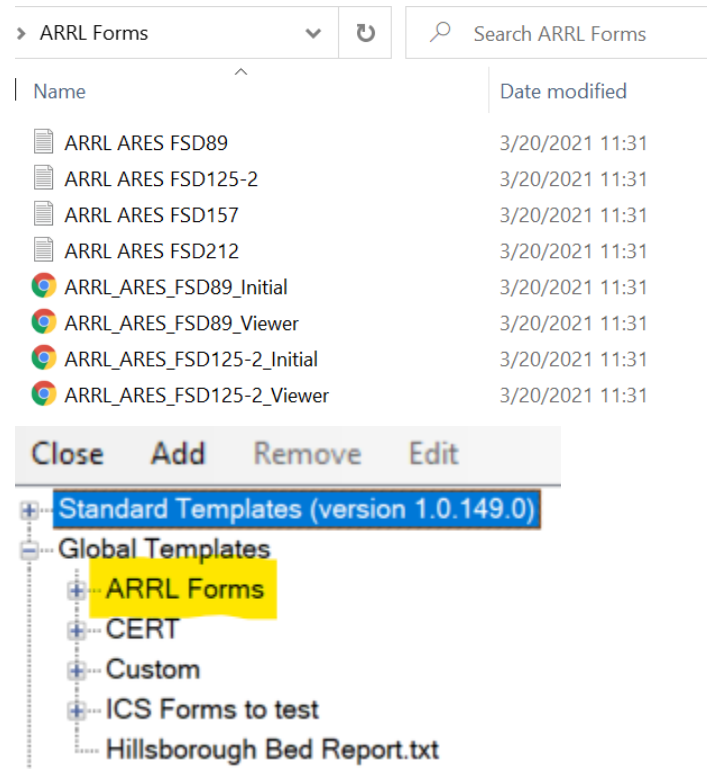 ARRL Forms Search ARRL Forms
Name Date modified
ARRL ARES FSD89 3/20/2021 11:31
ARRL ARES FSD125-2 3/20/2021 11:31
ARRL ARES FSD157 3/20/2021 11:31
ARRL ARES FSD212 3/20/2021 11:31
ARRL_ARES_FSD89_Initial 3/20/2021 11:31
ARRL_ARES_FSD89_Viewer 3/20/2021 11:31
ARRL_ARES_FSD125-2_Initial 3/20/2021 11:31
ARRL_ARES_FSD125-2_Viewer 3/20/2021 11:31
Close Add Remove Edit
Standard Templates (version 1.0.149.0)
Global Templates
ARRL Forms
CERT
Custom
ICS Forms to test
Hillsborough Bed Report.txt